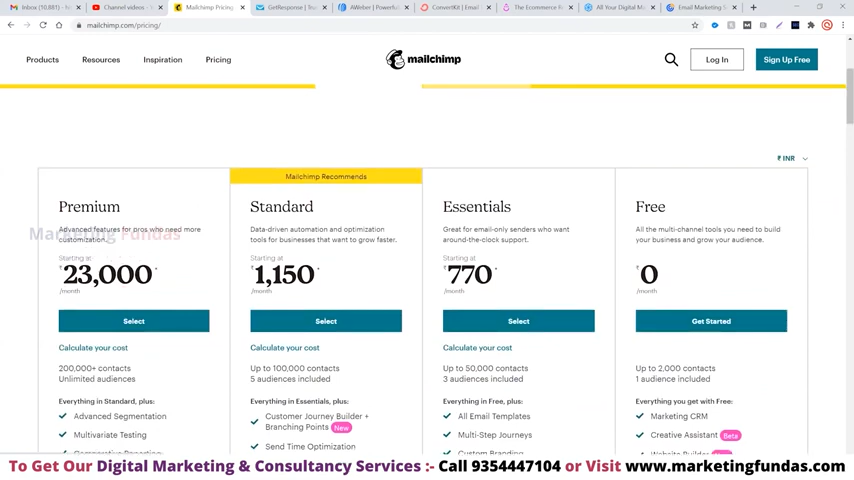 Inbox (10,881) - h
Channel videos - Y
Mailchimp Pricing
GetResponse | Tru
AWeber | Powerful
ConvertKit | Email
The Ecommerce P
All Your Digital M
Email Marketing S
mailchimp.com/pricing/
Products
Resources
Inspiration
Pricing
mailchimp
Log In
Sign Up Free
₹ INR
Mailchimp Recommends
Premium
Advanced features for pros who need more
customization.
Starting at
₹23,000*
/month
Select
Calculate your cost
200,000+ contacts
Unlimited audiences
Everything in Standard, plus:
Advanced Segmentation
Multivariate Testing
Standard
Data-driven automation and optimization
tools for businesses that want to grow faster.
Starting at
₹1,150*
/month
Select
Calculate your cost
Up to 100,000 contacts
5 audiences included
Everything in Essentials, plus:
Customer Journey Builder +
Branching Points New
Send Time Optimization
Essentials
Great for email-only senders who want
around-the-clock support.
Starting at
₹770*
/month
Select
Calculate your cost
Up to 50,000 contacts
3 audiences included
Everything in Free, plus:
All Email Templates
Multi-Step Journeys
Custom Branding
Free
All the multi-channel tools you need to build
your business and grow your audience.
₹0
/month
Get Started
Up to 2,000 contacts
1 audience included
Everything you get with Free:
Marketing CRM
Creative Assistant Beta
Website Builder
Marketing Fundas
To Get Our Digital Marketing & Consultancy Services :- Call 9354447104 or Visit www.marketingfundas.com